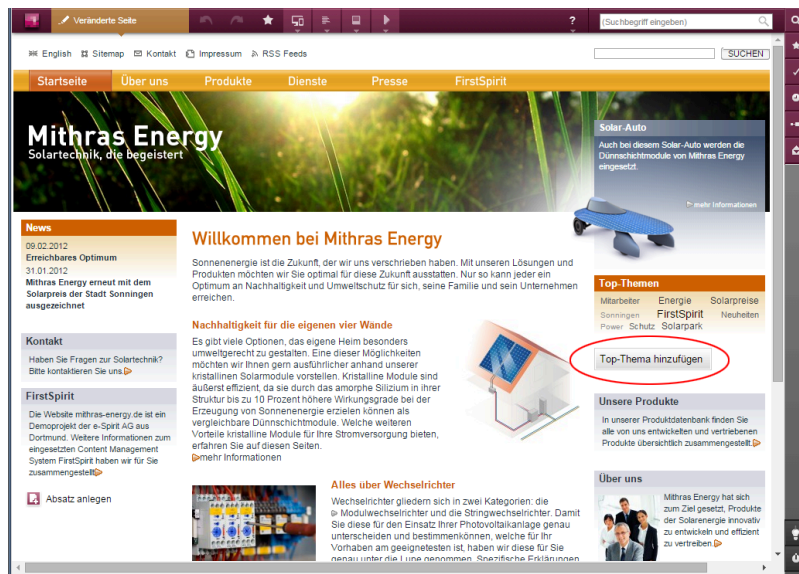 Veränderte Seite
?
(Suchbegriff eingeben)
English Sitemap Kontakt Impressum RSS Feeds
SUCHEN
Startseite Über uns Produkte Dienste Presse FirstSpirit
Mithras Energy
Solartechnik, die begeistert
Solar-Auto
Auch bei diesem Solar-Auto werden die
Dünnschichtmodule von Mithras Energy
eingesetzt.
mehr Informationen
News
09.02.2012
Erreichbares Optimum
31.01.2012
Mithras Energy erneut mit dem
Solarpreis der Stadt Sonningen
ausgezeichnet
Kontakt
Haben Sie Fragen zur Solartechnik?
Bitte kontaktieren Sie uns.
FirstSpirit
Die Website mithras-energy.de ist ein
Demoprojekt der e-Spirit AG aus
Dortmund. Weitere Informationen zum
eingesetzten Content Management
System FirstSpirit haben wir für Sie
zusammengestellt
Absatz anlegen
Willkommen bei Mithras Energy
Sonnenenergie ist die Zukunft, der wir uns verschrieben haben. Mit unseren Lösungen und
Produkten möchten wir Sie optimal für diese Zukunft ausstatten. Nur so kann jeder ein
Optimum an Nachhaltigkeit und Umweltschutz für sich, seine Familie und sein Unternehmen
erreichen.
Nachhaltigkeit für die eigenen vier Wände
Es gibt viele Optionen, das eigene Heim besonders
umweltgerecht zu gestalten. Eine dieser Möglichkeiten
möchten wir Ihnen gern ausführlicher anhand unserer
kristallinen Solarmodule vorstellen. Kristalline Module sind
äußerst effizient, da sie durch das amorphe Silizium in ihrer
Struktur bis zu 10 Prozent höhere Wirkungsgrade bei der
Erzeugung von Sonnenenergie erzielen können als
vergleichbare Dünnschichtmodule. Welche weiteren
Vorteile kristalline Module für Ihre Stromversorgung bieten,
erfahren Sie auf diesen Seiten.
mehr Informationen
Alles über Wechselrichter
Wechselrichter gliedern sich in zwei Kategorien: die
Modulwechselrichter und die Stringwechselrichter. Damit
Sie diese für den Einsatz Ihrer Photovoltaikanlage genau
unterscheiden und bestimmenkönnen, welche für Ihr
Vorhaben am geeignetesten ist, haben wir diese für Sie
genau unter die Lupe genommen. Spezifische Erklärungen
Top-Themen
Mitarbeiter Energie Solarpreise
Sonningen FirstSpirit Neuheiten
Power Schutz Solarpark
Top-Thema hinzufügen
Unsere Produkte
In unserer Produktdatenbank finden Sie
alle von uns entwickelten und vertriebenen
Produkte übersichtlich zusammengestellt.
Über uns
Mithras Energy hat sich
zum Ziel gesetzt, Produkte
der Solarenergie innovativ
zu entwickeln und effizient
zu vertreiben.